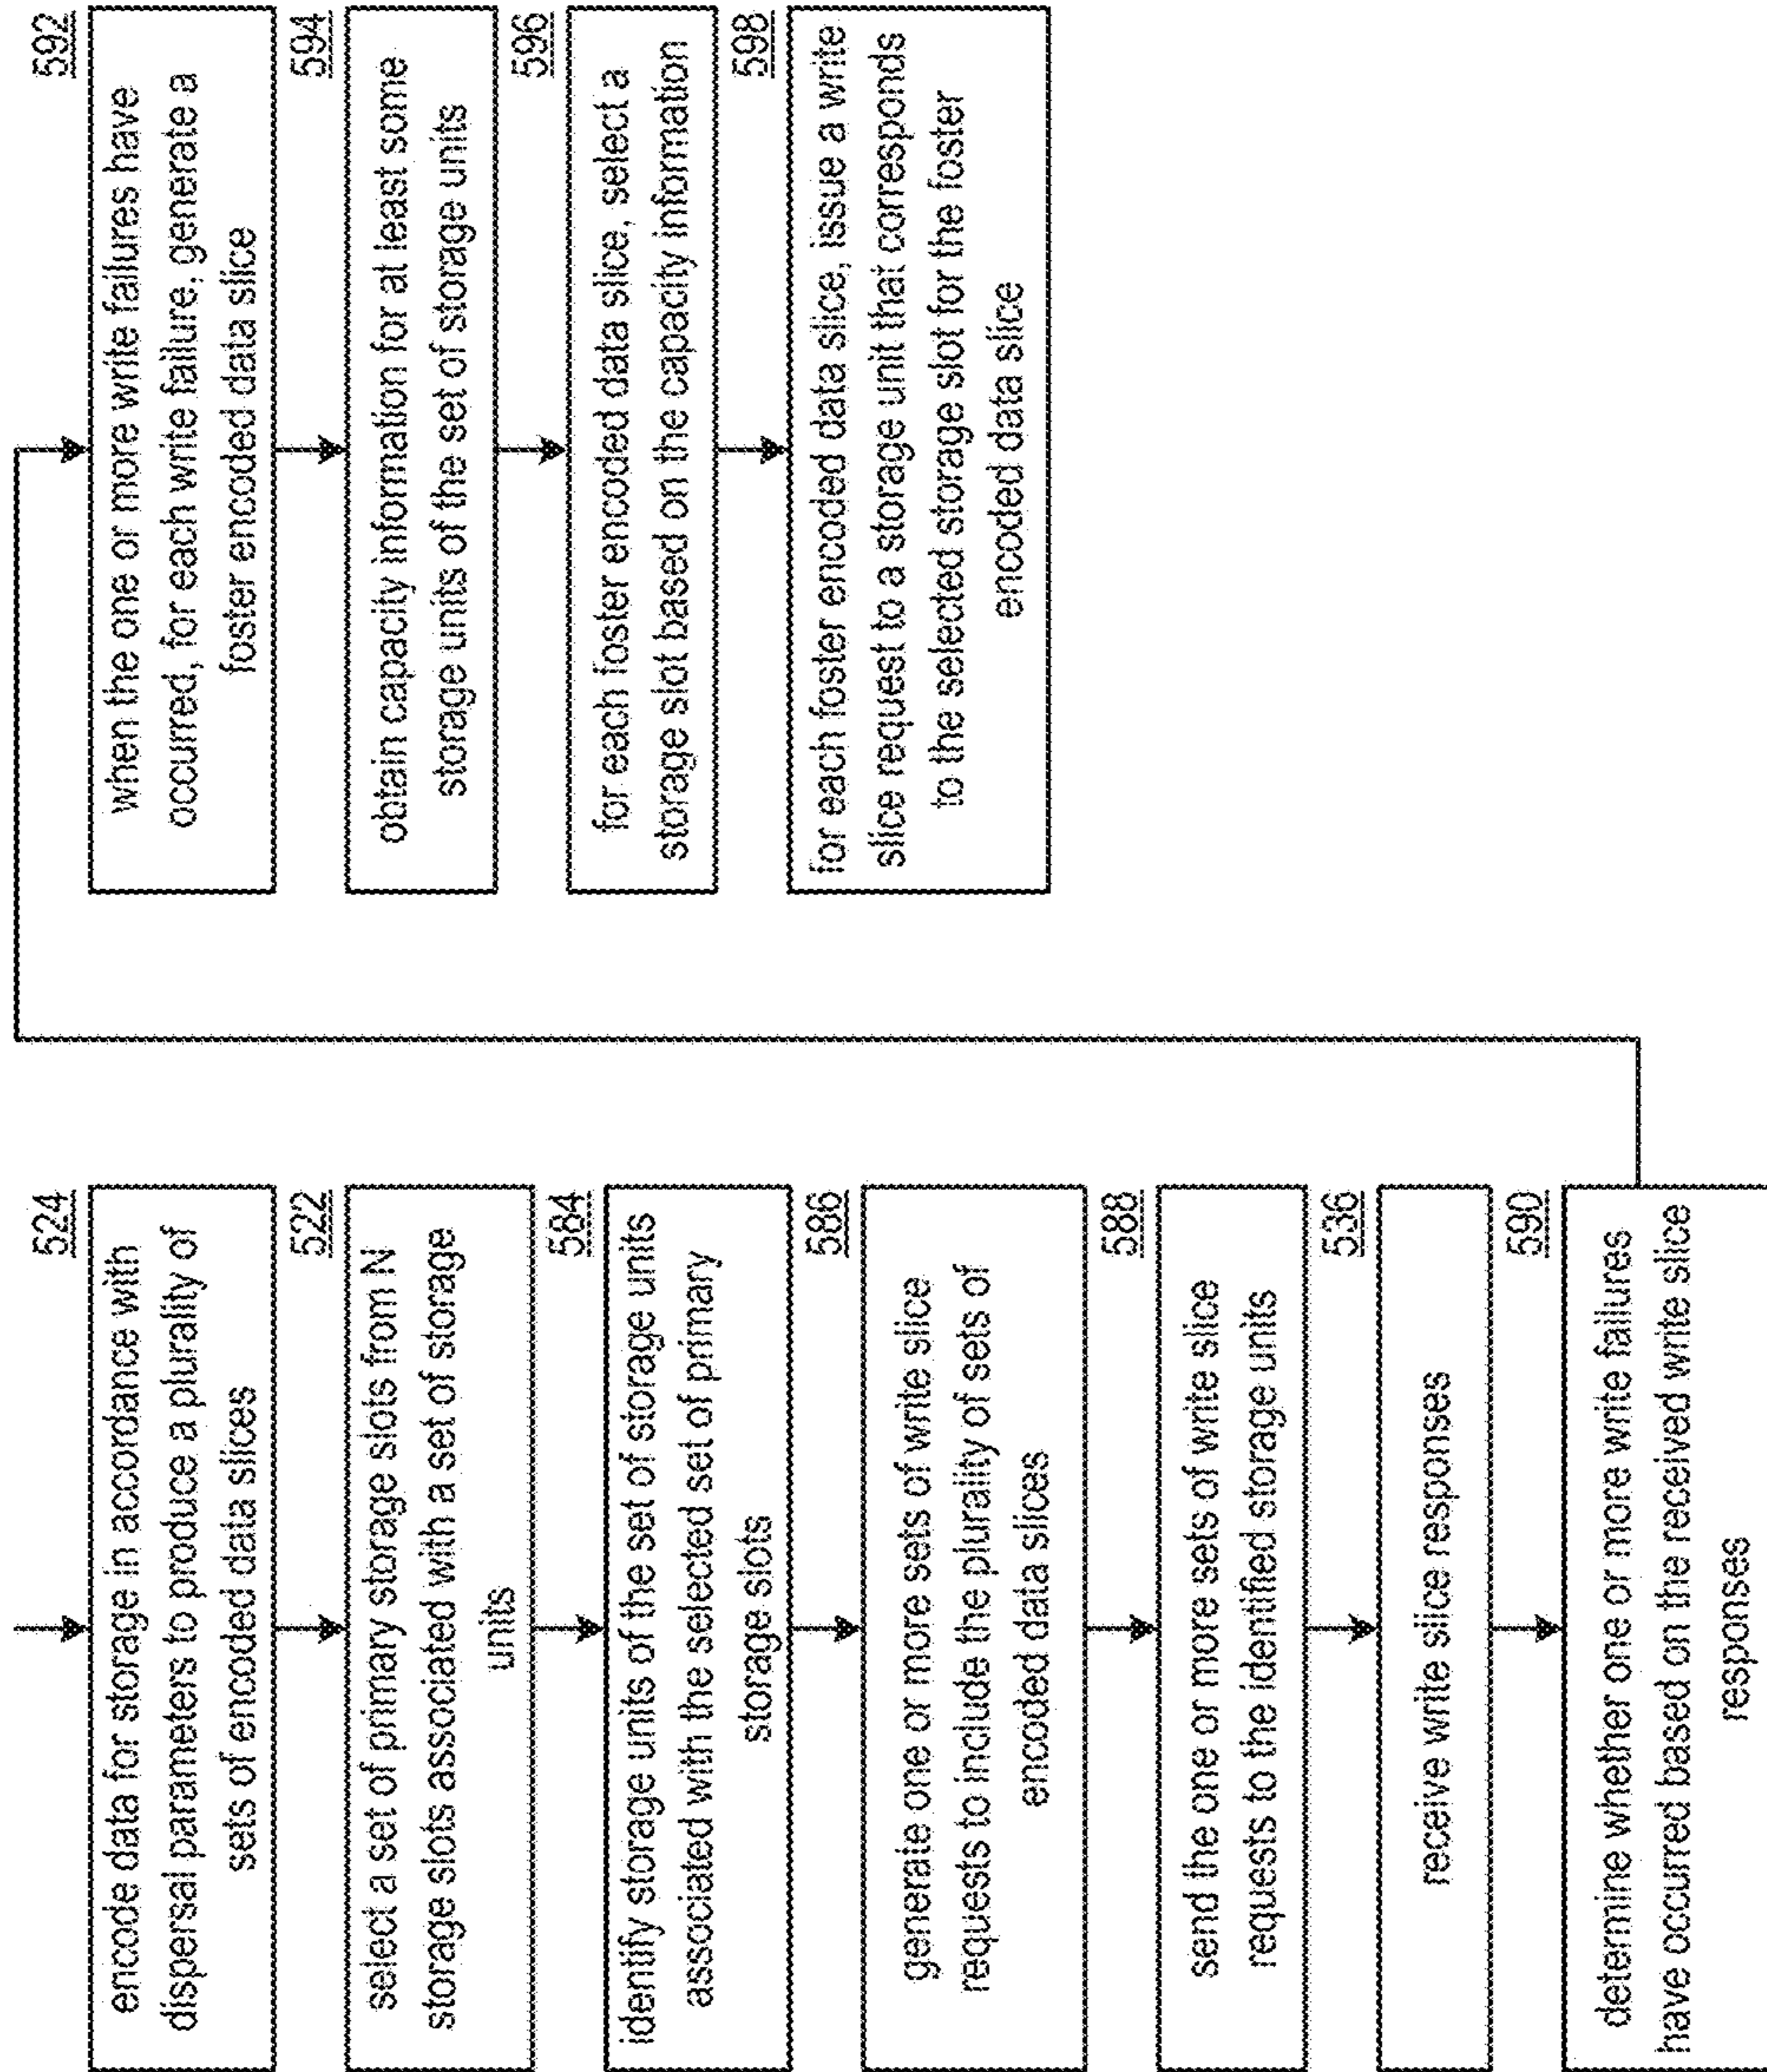 524
encode data for storage in accordance with
dispersal parameters to produce a plurality of
sets of encoded data slices
522
select a set of primary storage slots from N
storage slots associated with a set of storage
units
584
identify storage units of the set of storage units
associated with the selected set of primary
storage slots
586
generate one or more sets of write slice
requests to include the plurality of sets of
encoded data slices
588
send the one or more sets of write slice
requests to the identified storage units
536
receive write slice responses
590
determine whether one or more write failures
have occurred based on the received write slice
responses
592
when the one or more write failures have
occurred, for each write failure, generate a
foster encoded data slice
594
obtain capacity information for at least some
storage units of the set of storage units
596
for each foster encoded data slice, select a
storage slot based on the capacity information
598
for each foster encoded data slice, issue a write
slice request to a storage unit that corresponds
to the selected storage slot for the foster
encoded data slice